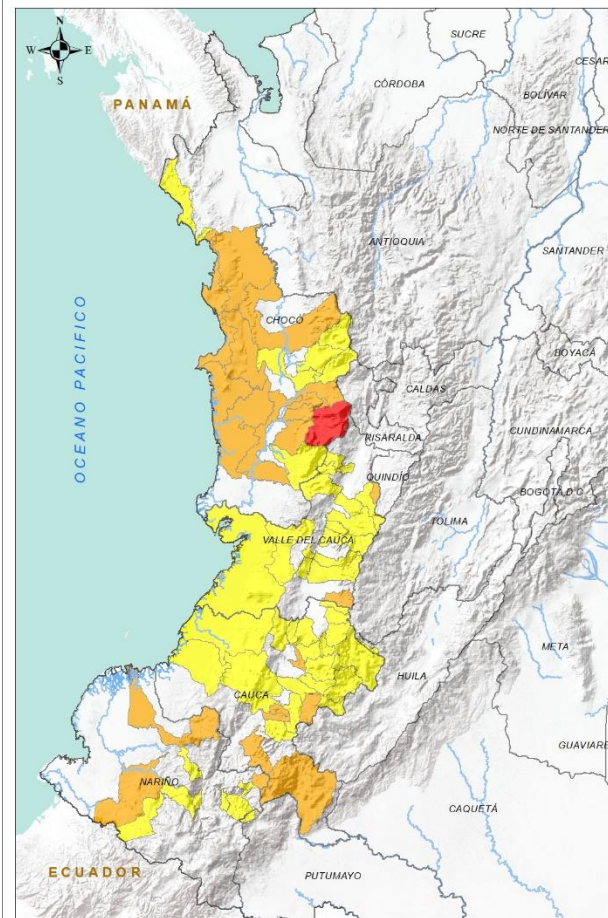 N
W E
S
SUCRE
CESAR
CÓRDOBA
BOLÍVAR
PANAMÁ
NORTE DE SANTANDER
ANTIOQUIA
SANTANDER
OCEANO PACIFICO
CHOCÓ
BOYACÁ
CALDAS
CUNDINAMARCA
RISARALDA
QUINDÍO
BOGOTÁ D.C
TOLIMA
VALLE DEL CAUCA
META
HUILA
CAUCA
GUAVIARE
NARIÑO
CAQUETÁ
ECUADOR
PUTUMAYO